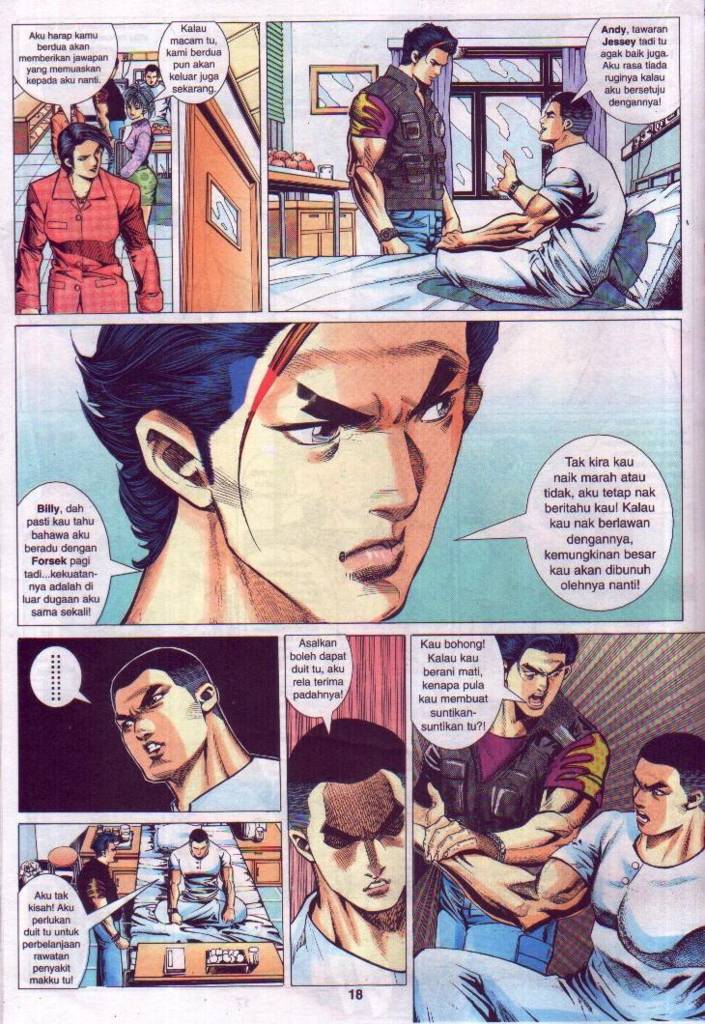 Aku harap kamu
berdua akan
memberikan jawapan
yang memuaskan
kepada aku nanti.
Kalau
macam tu,
kami berdua
pun akan
keluar juga
sekarang.
Andy, tawaran
Jessey tadi tu
agak baik juga.
Aku rasa tiada
ruginya kalau
aku bersetuju
dengannya!
Billy, dah
pasti kau tahu
bahawa aku
beradu dengan
Forsek pagi
tadi...kekuatan-
nya adalah di
luar dugaan aku
sama sekali!
Tak kira kau
naik marah atau
tidak, aku tetap nak
beritahu kau! Kalau
kau nak berlawan
dengannya,
kemungkinan besar
kau akan dibunuh
olehnya nanti!
Aku tak
kisah! Aku
perlukan
duit tu untuk
perbelanjaan
rawatan
penyakit
makku tu!
Asalkan
boleh dapat
duit tu, aku
rela terima
padahnya!
Kau bohong!
Kalau kau
berani mati,
kenapa pula
kau membuat
suntikan-
suntikan tu?!
18